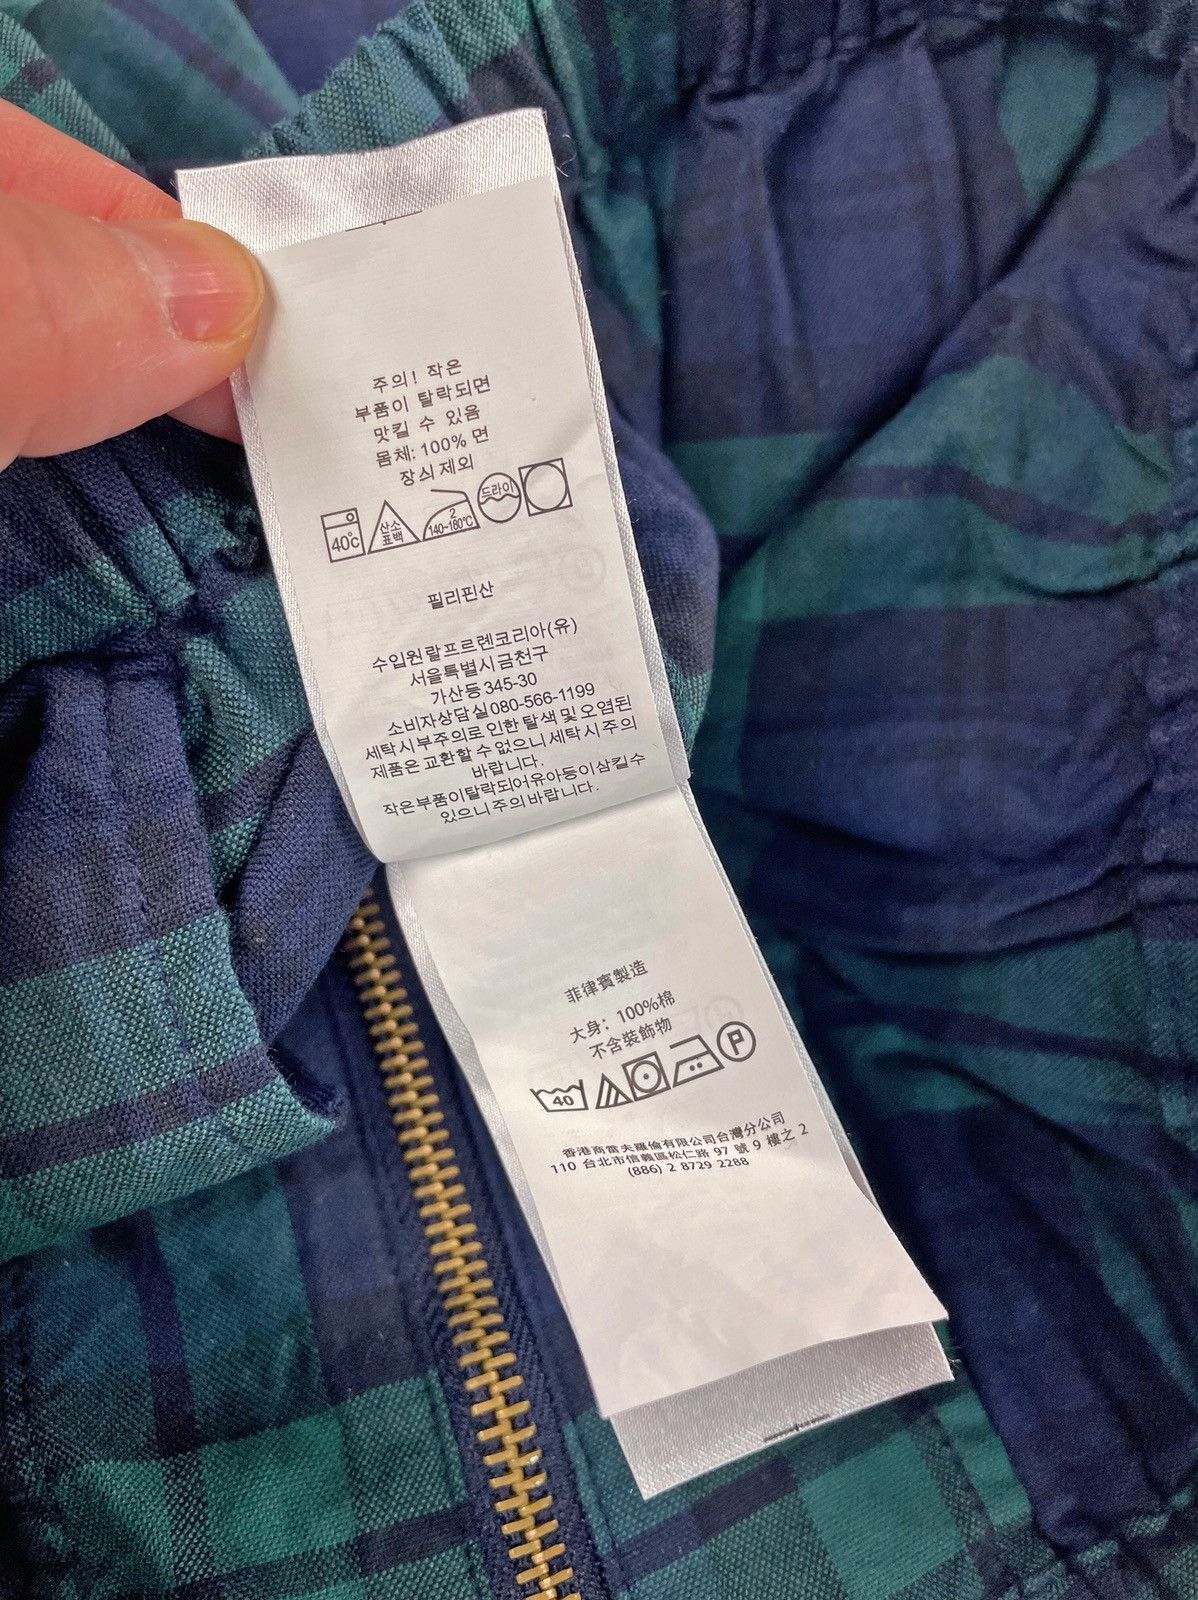 주의! 작은
부품이 탈락되면
맛킬 수 있음
몸체: 100% 면
장식 제외
40℃
산소
표백
2
140~180℃
드라이
필리핀산
수입원 랄프로렌코리아(유)
서울특별시 금천구
가산동 345-30
소비자상담실 080-566-1199
세탁시 부주의로 인한 탈색 및 오염된
제품은 교환할 수 없으니 세탁시 주의
바랍니다.
작은부품이탈락되어유아등이삼킬수
있으니 주의 바랍니다.
菲律賓製造
大身: 100%棉
不含裝飾物
40
P
香港商雷夫羅倫有限公司台灣分公司
110 台北市信義區松仁路 97 號 9 樓之 2
(886) 2 8729 2288